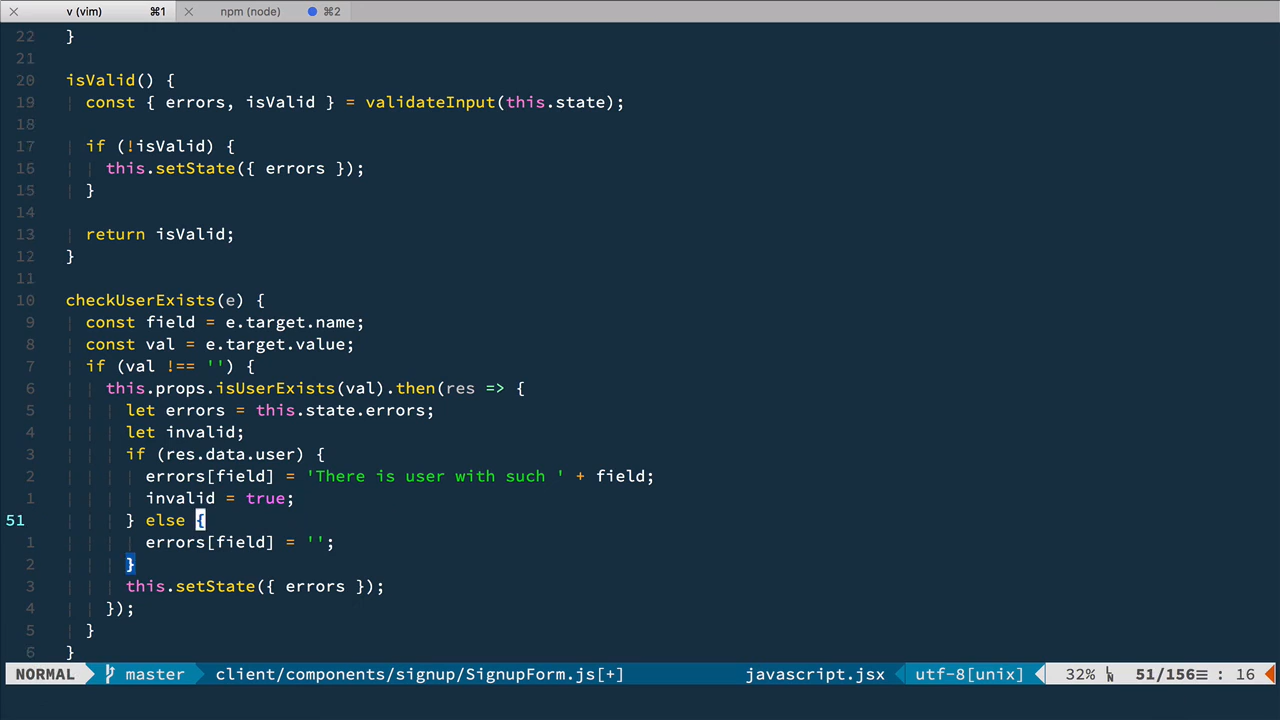 v (vim) ⌘1 npm (node) ⌘2
22 }
21
20 isValid() {
19 const { errors, isValid } = validateInput(this.state);
18
17 if (!isValid) {
16 this.setState({ errors });
15 }
14
13 return isValid;
12 }
11
10 checkUserExists(e) {
9 const field = e.target.name;
8 const val = e.target.value;
7 if (val !== '') {
6 this.props.isUserExists(val).then(res => {
5 let errors = this.state.errors;
4 let invalid;
3 if (res.data.user) {
2 errors[field] = 'There is user with such ' + field;
1 invalid = true;
51 } else {
1 errors[field] = '';
2 }
3 this.setState({ errors });
4 });
5 }
6 }
NORMAL master client/components/signup/SignupForm.js[+] javascript.jsx utf-8[unix] 32% 51/156≡ : 16